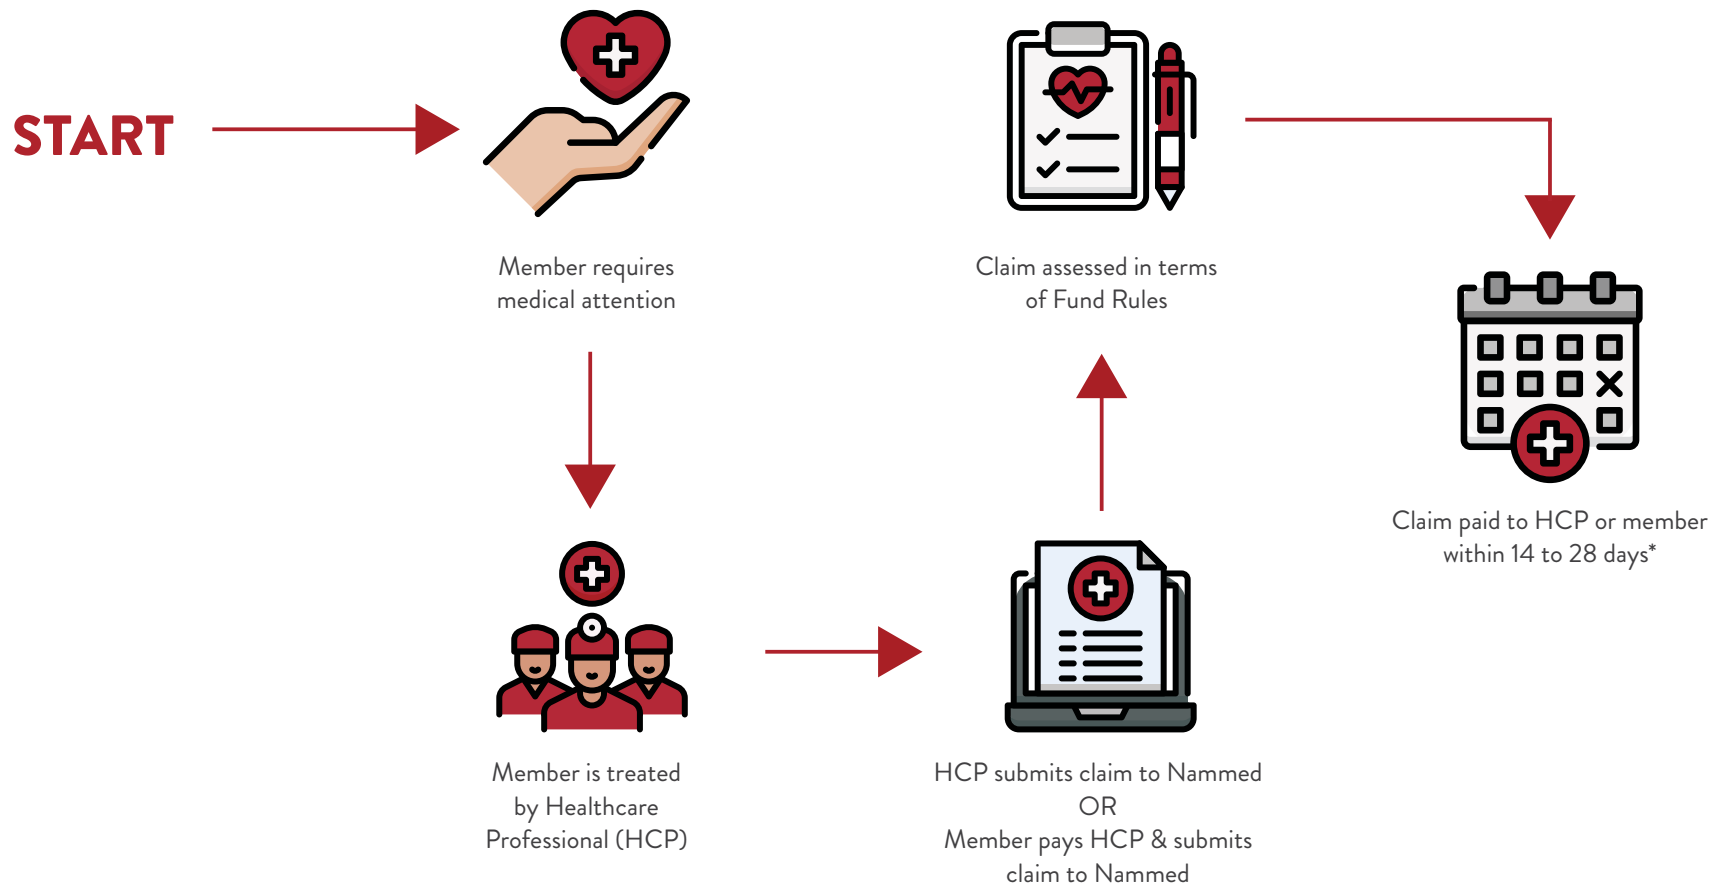 START
Member requires
medical attention
Member is treated
by Healthcare
Professional (HCP)
HCP submits claim to Nammed
OR
Member pays HCP & submits
claim to Nammed
Claim assessed in terms
of Fund Rules
Claim paid to HCP or member
within 14 to 28 days*